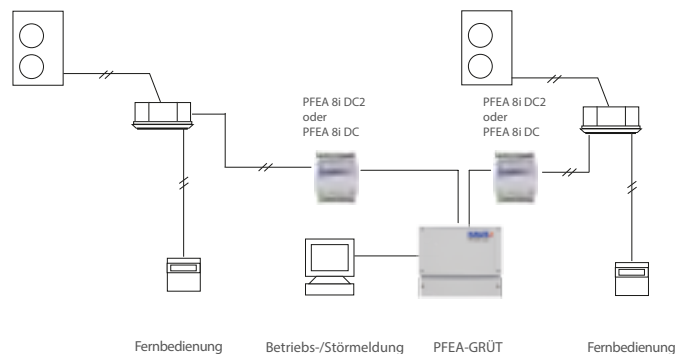 PFEA 8i DC2
oder
PFEA 8i DC
PFEA 8i DC2
oder
PFEA 8i DC
Fernbedienung
Betriebs-/Störmeldung
PFEA-GRÜT
Fernbedienung